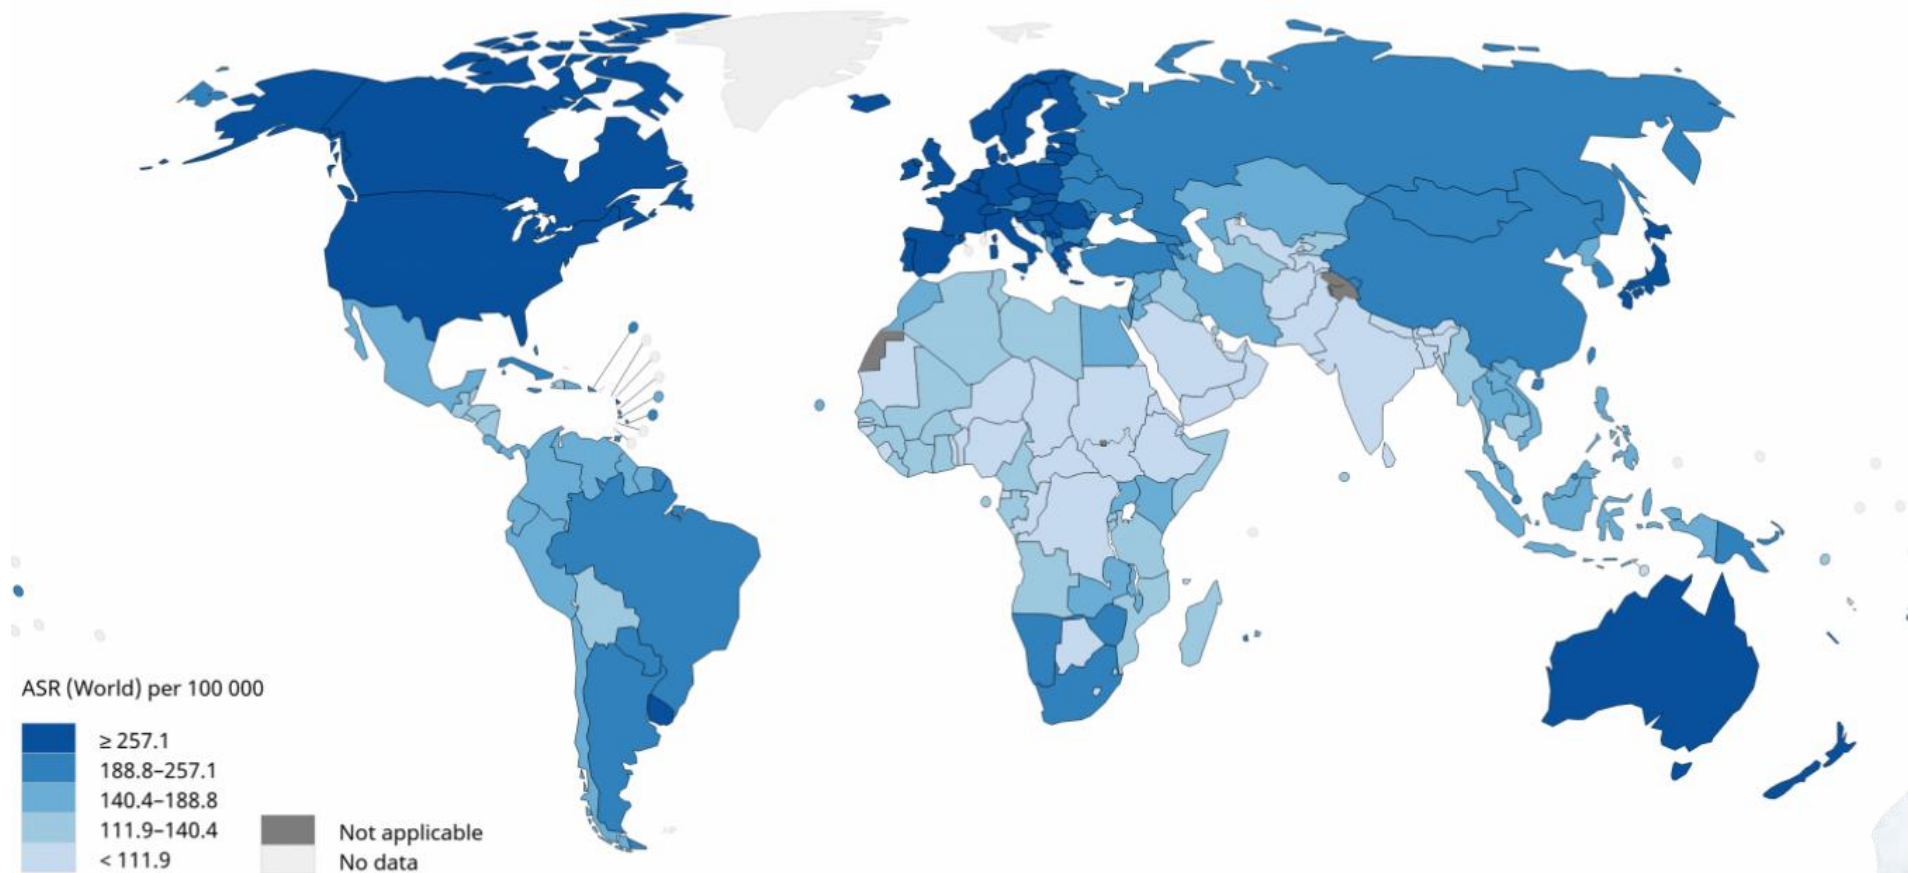 ASR (World) per 100 000
≥ 257.1
188.8–257.1
140.4–188.8
111.9–140.4
< 111.9
Not applicable
No data